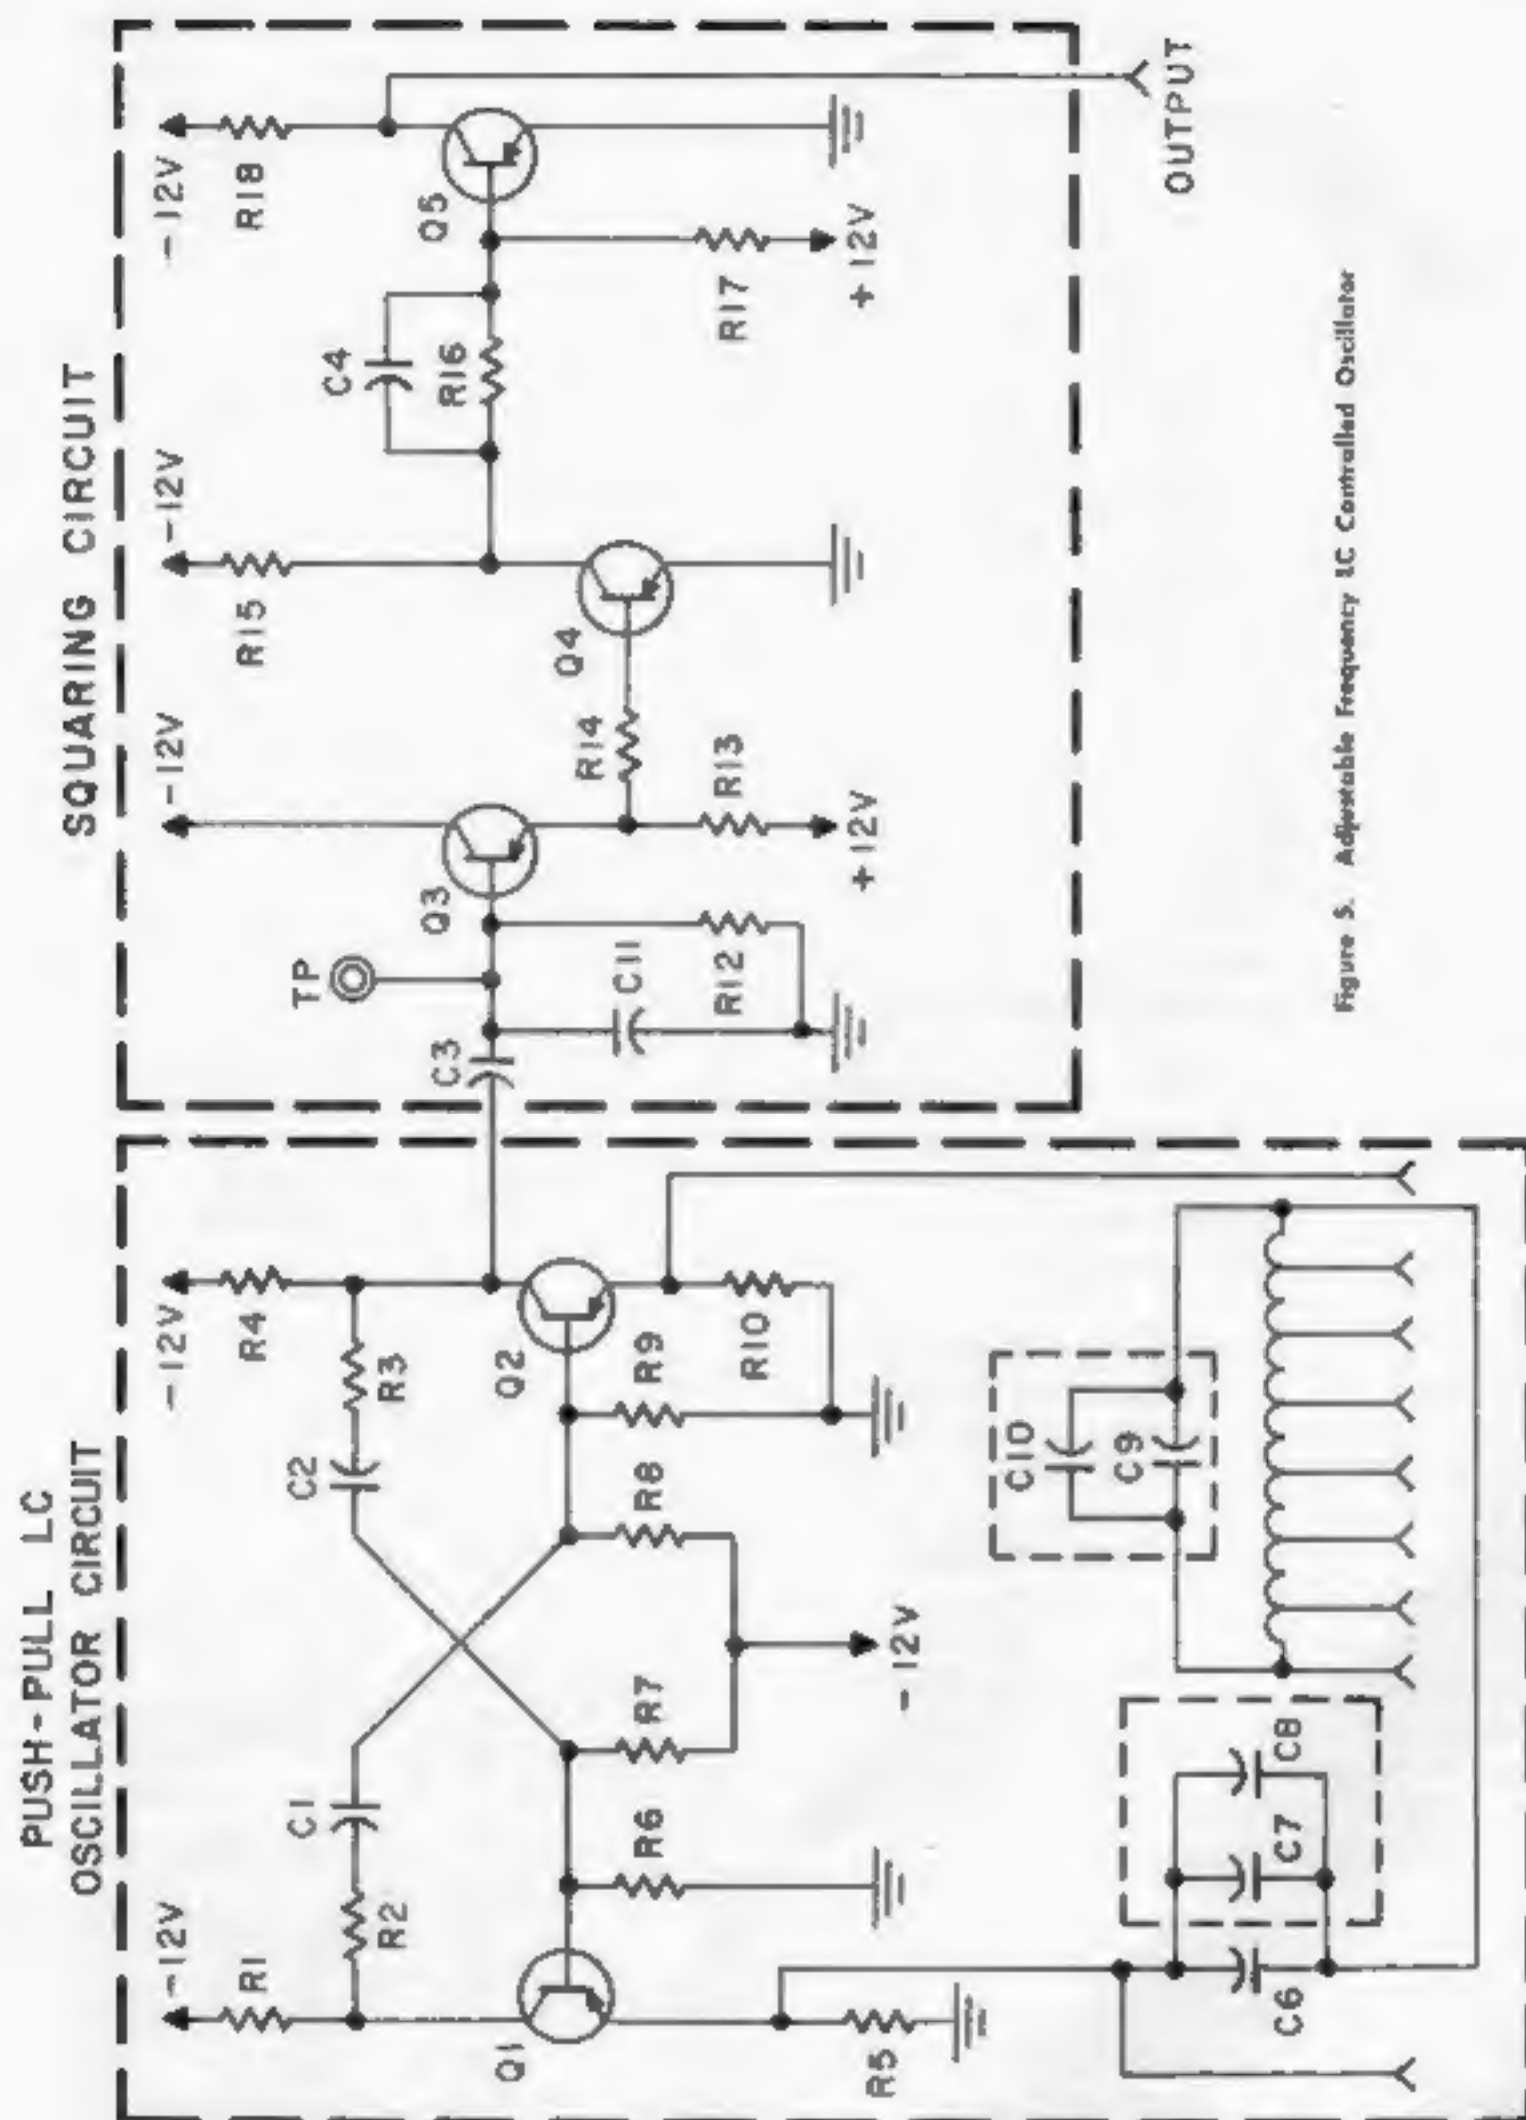 PUSH-PULL LC
OSCILLATOR CIRCUIT
SQUARING CIRCUIT
-12V
R1
R2
C1
C2
R3
-12V
R4
Q1
Q2
R6
R7
R8
R9
R10
-12V
R5
C6
C7
C8
C10
C9
C3
TP
C11
R12
Q3
-12V
R13
+12V
R14
Q4
-12V
R15
C4
R16
Q5
R17
+12V
-12V
R18
OUTPUT
Figure 5. Adjustable Frequency LC Controlled Oscillator